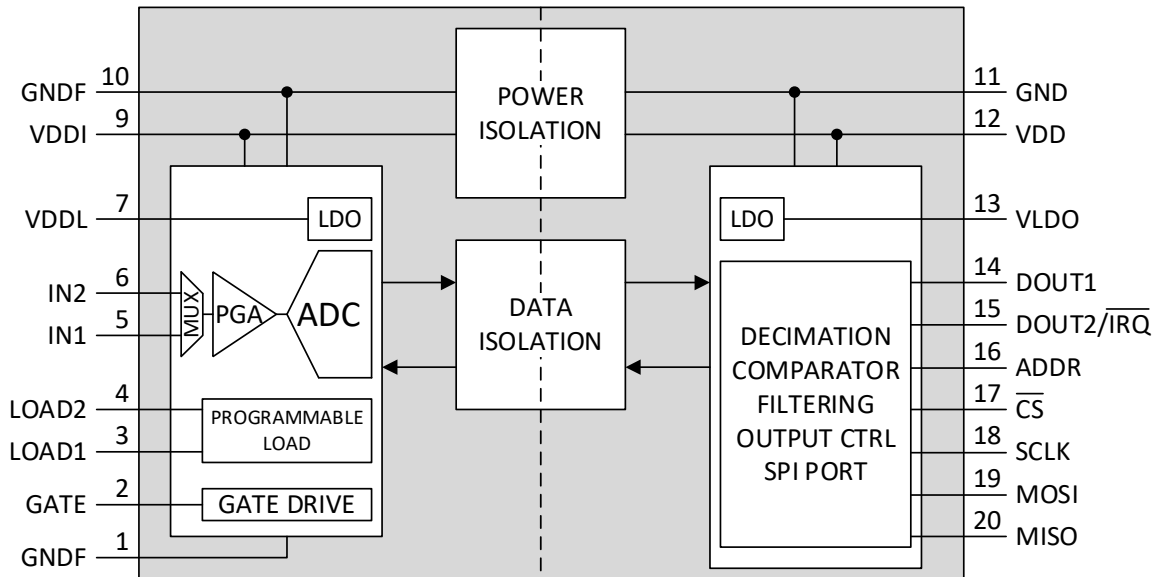 10
GNDF
9
VDDI
7
VDDL
6
IN2
5
IN1
4
LOAD2
3
LOAD1
2
GATE
1
GNDF
LDO
MUX
PGA
ADC
PROGRAMMABLE
LOAD
GATE DRIVE
POWER
ISOLATION
DATA
ISOLATION
LDO
DECIMATION
COMPARATOR
FILTERING
OUTPUT CTRL
SPI PORT
11
GND
12
VDD
13
VLDO
14
DOUT1
15
DOUT2/I̅R̅Q̅
16
ADDR
17
C̅S̅
18
SCLK
19
MOSI
20
MISO